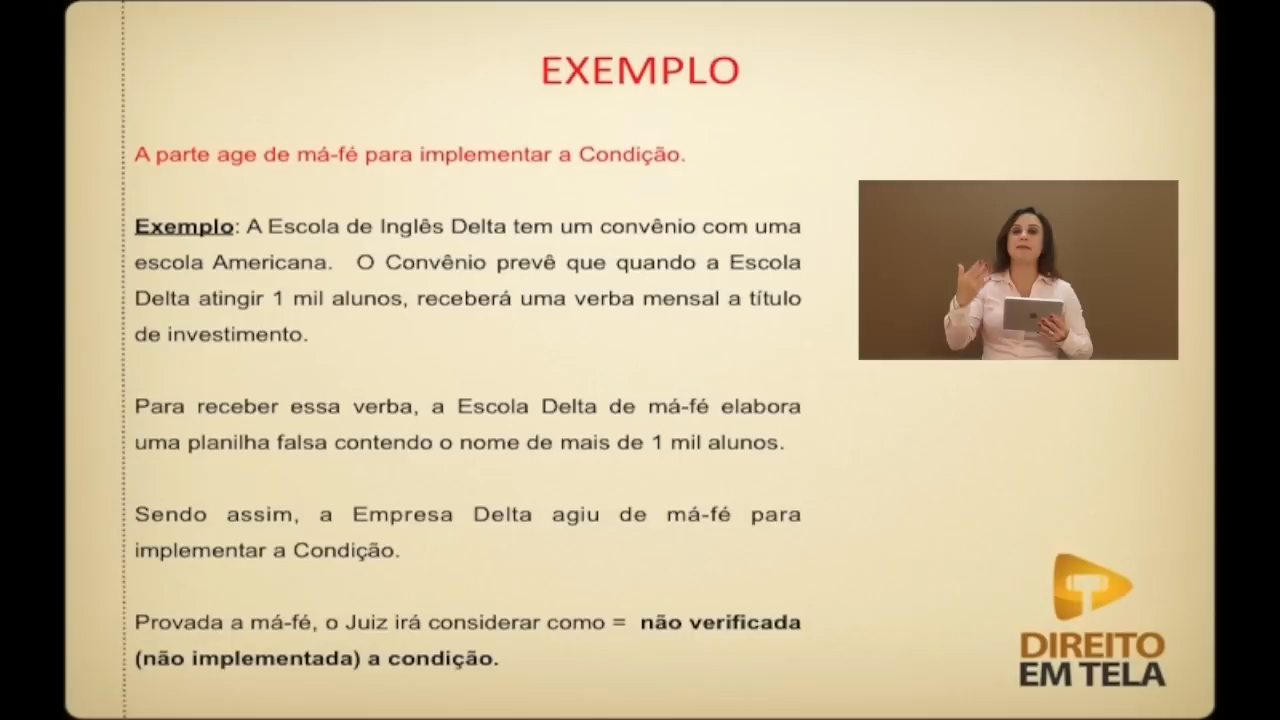 EXEMPLO
A parte age de má-fé para implementar a Condição.
Exemplo: A Escola de Inglês Delta tem um convênio com uma
escola Americana. O Convênio prevê que quando a Escola
Delta atingir 1 mil alunos, receberá uma verba mensal a título
de investimento.
Para receber essa verba, a Escola Delta de má-fé elabora
uma planilha falsa contendo o nome de mais de 1 mil alunos.
Sendo assim, a Empresa Delta agiu de má-fé para
implementar a Condição.
Provada a má-fé, o Juiz irá considerar como = não verificada
(não implementada) a condição.
DIREITO
EM TELA